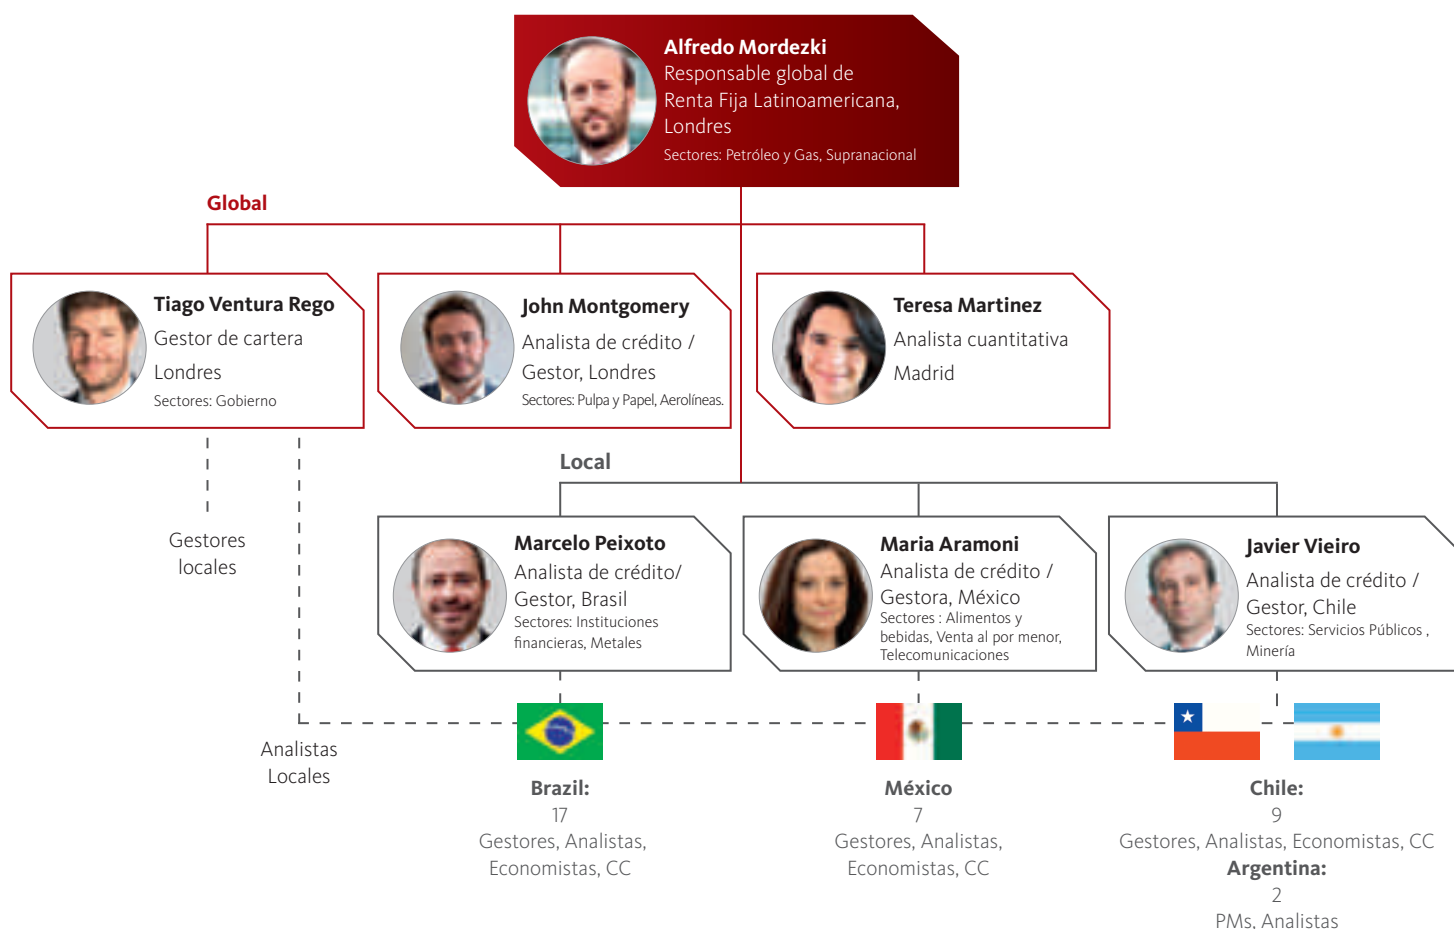 Alfredo Mordezki
Responsable global de
Renta Fija Latinoamericana,
Londres
Sectores: Petróleo y Gas, Supranacional
Global
Tiago Ventura Rego
Gestor de cartera
Londres
Sectores: Gobierno
John Montgomery
Analista de crédito /
Gestor, Londres
Sectores: Pulpa y Papel, Aerolíneas.
Teresa Martinez
Analista cuantitativa
Madrid
Gestores
locales
Local
Marcelo Peixoto
Analista de crédito/
Gestor, Brasil
Sectores: Instituciones
financieras, Metales
Maria Aramoni
Analista de crédito /
Gestora, México
Sectores : Alimentos y
bebidas, Venta al por menor,
Telecomunicaciones
Javier Vieiro
Analista de crédito /
Gestor, Chile
Sectores: Servicios Públicos ,
Minería
Analistas
Locales
Brazil:
17
Gestores, Analistas,
Economistas, CC
México
7
Gestores, Analistas,
Economistas, CC
Chile:
9
Gestores, Analistas, Economistas, CC
Argentina:
2
PMs, Analistas